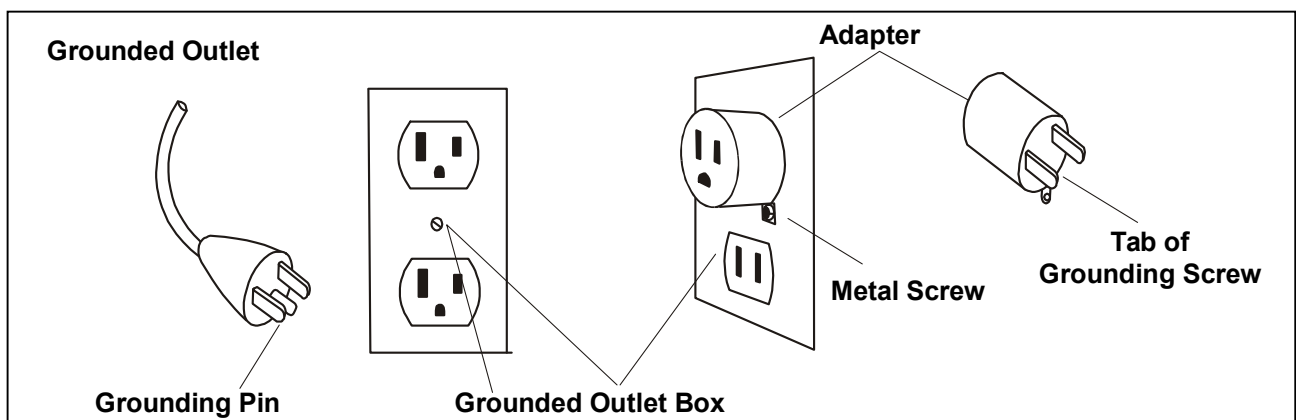 Grounded Outlet
Adapter
Tab of
Grounding Screw
Metal Screw
Grounding Pin
Grounded Outlet Box